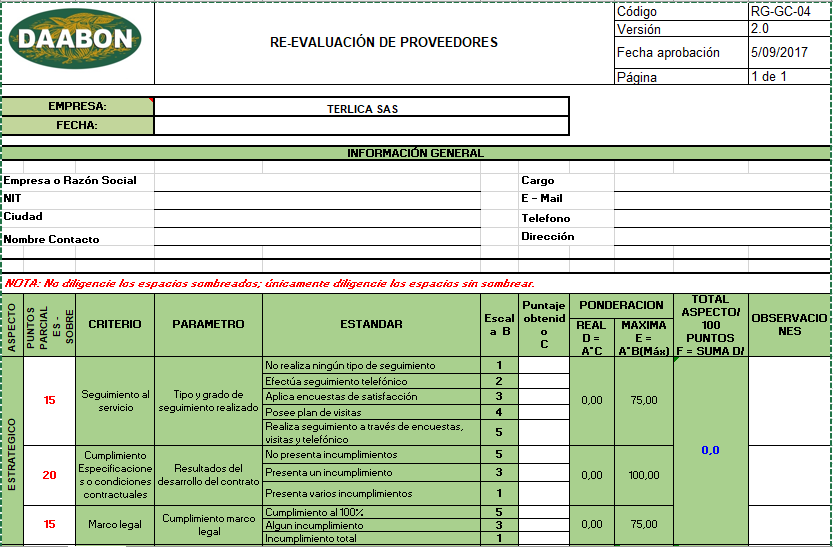 DAABON
RE-EVALUACIÓN DE PROVEEDORES
Código RG-GC-04
Versión 2.0
Fecha aprobación 5/09/2017
Página 1 de 1
EMPRESA: TERLICA SAS
FECHA:
INFORMACIÓN GENERAL
Empresa o Razón Social Cargo
NIT E - Mail
Ciudad Telefono
Nombre Contacto Dirección
NOTA: No diligencie los espacios sombreados; únicamente diligencie los espacios sin sombrear.
ASPECTO
PUNTOS
PARCIAL
ES -
SOBRE
CRITERIO
PARAMETRO
ESTANDAR
Escal
a B
Puntaje
obtenid
o
C
PONDERACION
REAL
D =
A*C
MAXIMA
E =
A*B(Máx)
TOTAL
ASPECTO/
100
PUNTOS
F = SUMA D/
OBSERVACIO
NES
ESTRATEGICO
15
Seguimiento al
servicio
Tipo y grado de
seguimiento realizado
No realiza ningún tipo de seguimiento 1
Efectúa seguimiento telefónico 2
Aplica encuestas de satisfacción 3
Posee plan de visitas 4
Realiza seguimiento a través de encuestas,
visitas y telefónico 5
0,00 75,00
0,0
20
Cumplimiento
Especificacione
s o condiciones
contractuales
Resultados del
desarrollo del contrato
No presenta incumplimientos 5
Presenta un incumplimiento 3
Presenta varios incumplimientos 1
0,00 100,00
15
Marco legal
Cumplimiento marco
legal
Cumplimiento al 100% 5
Algun incumplimiento 3
Incumplimiento total 1
0,00 75,00